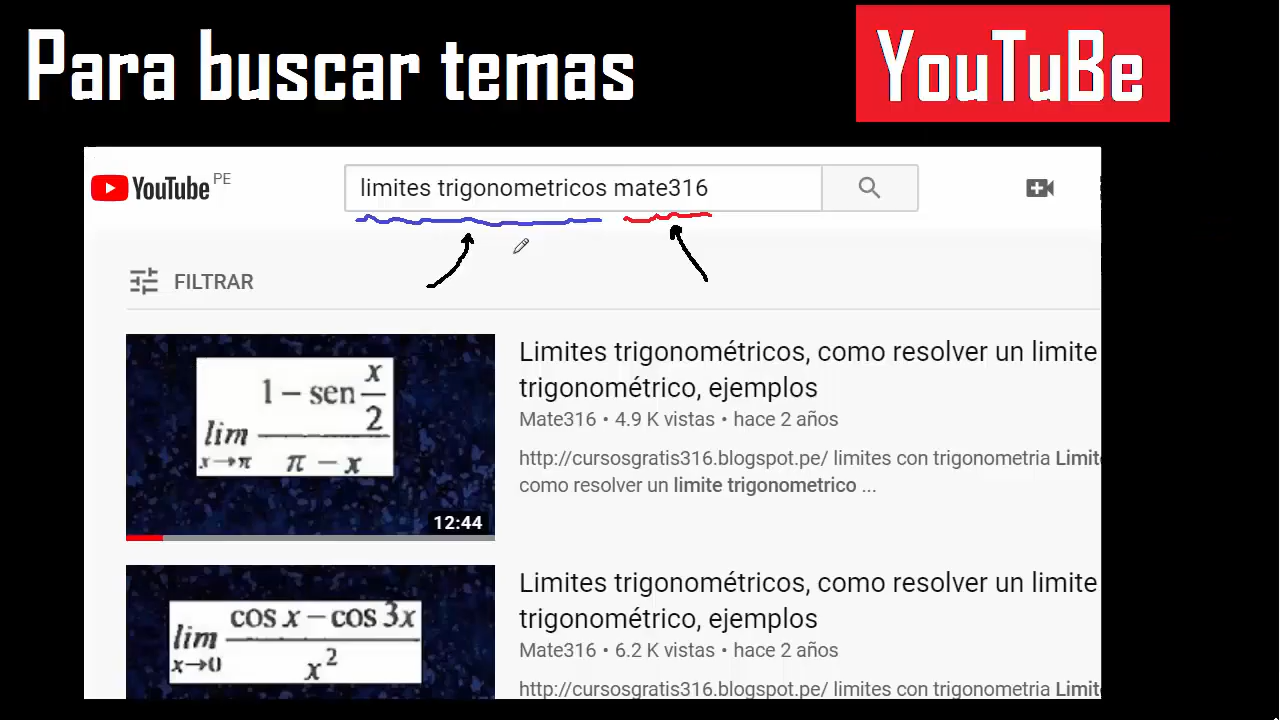 Para buscar temas
YouTuBe
YouTube PE
limites trigonometricos mate316
FILTRAR
lim x→π 1 – sen x/2 / π – x
12:44
Limites trigonométricos, como resolver un limite
trigonométrico, ejemplos
Mate316 • 4.9 K vistas • hace 2 años
http://cursosgratis316.blogspot.pe/ limites con trigonometria Limit
como resolver un limite trigonometrico ...
lim x→0 cos x – cos 3x / x²
Limites trigonométricos, como resolver un limite
trigonométrico, ejemplos
Mate316 • 6.2 K vistas • hace 2 años
http://cursosgratis316.blogspot.pe/ limites con trigonometria Limit